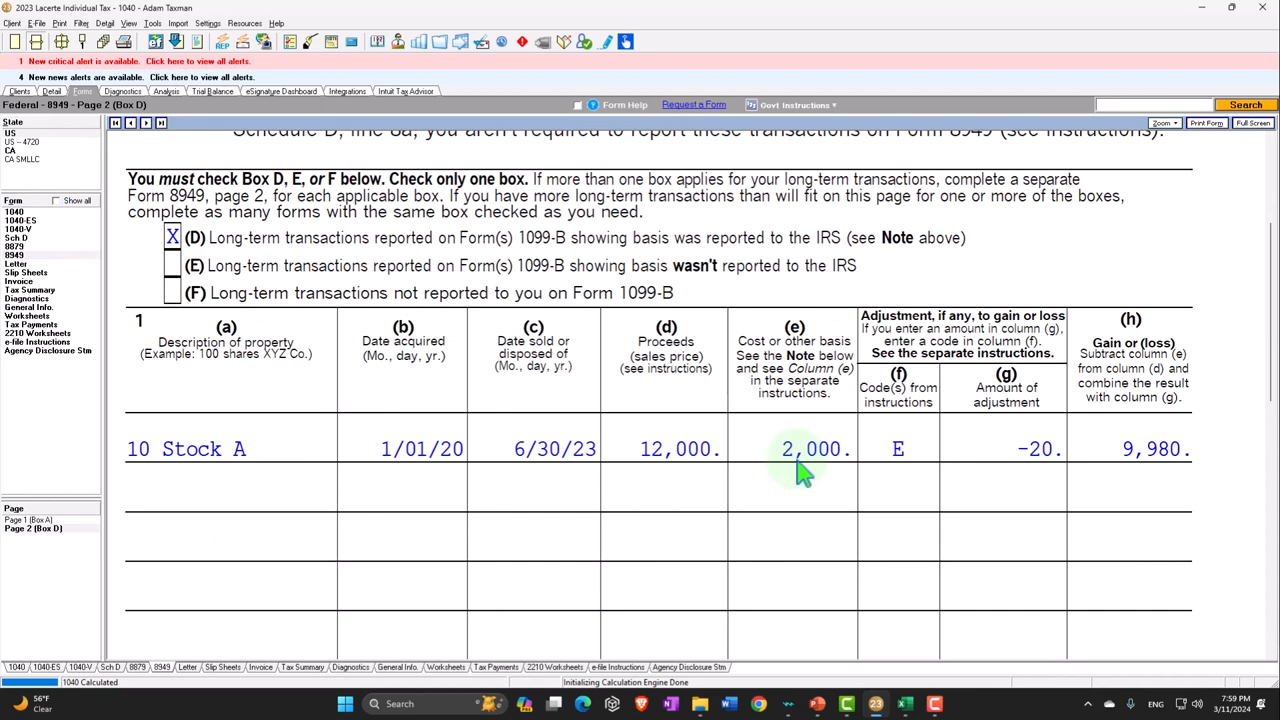 2023 Lacerte Individual Tax - 1040 - Adam Taxman
Client E-File Print Filter Detail View Tools Import Settings Resources Help
REP
1 New critical alert is available. Click here to view all alerts.
4 New news alerts are available. Click here to view all alerts.
Clients Detail Forms Diagnostics Analysis Trial Balance eSignature Dashboard Integrations Intuit Tax Advisor
Federal - 8949 - Page 2 (Box D) Form Help Request a Form Govt Instructions Search
State
US
US - 4720
CA
CA SMLLC
Form Show all
1040
1040-ES
1040-V
Sch D
8879
8949
Letter
Slip Sheets
Invoice
Tax Summary
Diagnostics
General Info.
Worksheets
Tax Payments
2210 Worksheets
e-file Instructions
Agency Disclosure Stm
Page
Page 1 (Box A)
Page 2 (Box D)
Zoom Print Form Full Screen
Schedule D, line 8a; you aren't required to report these transactions on Form 8949 (see instructions).
You must check Box D, E, or F below. Check only one box. If more than one box applies for your long-term transactions, complete a separate
Form 8949, page 2, for each applicable box. If you have more long-term transactions than will fit on this page for one or more of the boxes,
complete as many forms with the same box checked as you need.
X (D) Long-term transactions reported on Form(s) 1099-B showing basis was reported to the IRS (see Note above)
(E) Long-term transactions reported on Form(s) 1099-B showing basis wasn't reported to the IRS
(F) Long-term transactions not reported to you on Form 1099-B
1
(a)
Description of property
(Example: 100 shares XYZ Co.)
(b)
Date acquired
(Mo., day, yr.)
(c)
Date sold or
disposed of
(Mo., day, yr.)
(d)
Proceeds
(sales price)
(see instructions)
(e)
Cost or other basis
See the Note below
and see Column (e)
in the separate
instructions.
Adjustment, if any, to gain or loss
If you enter an amount in column (g),
enter a code in column (f).
See the separate instructions.
(f)
Code(s) from
instructions
(g)
Amount of
adjustment
(h)
Gain or (loss)
Subtract column (e)
from column (d) and
combine the result
with column (g).
10 Stock A 1/01/20 6/30/23 12,000. 2,000. E -20. 9,980.
1040 1040-ES 1040-V Sch D 8879 8949 Letter Slip Sheets Invoice Tax Summary Diagnostics General Info. Worksheets Tax Payments 2210 Worksheets e-file Instructions Agency Disclosure Stm
1040 Calculated Initializing Calculation Engine Done
56°F
Clear
Search
23
ENG
7:59 PM
3/11/2024